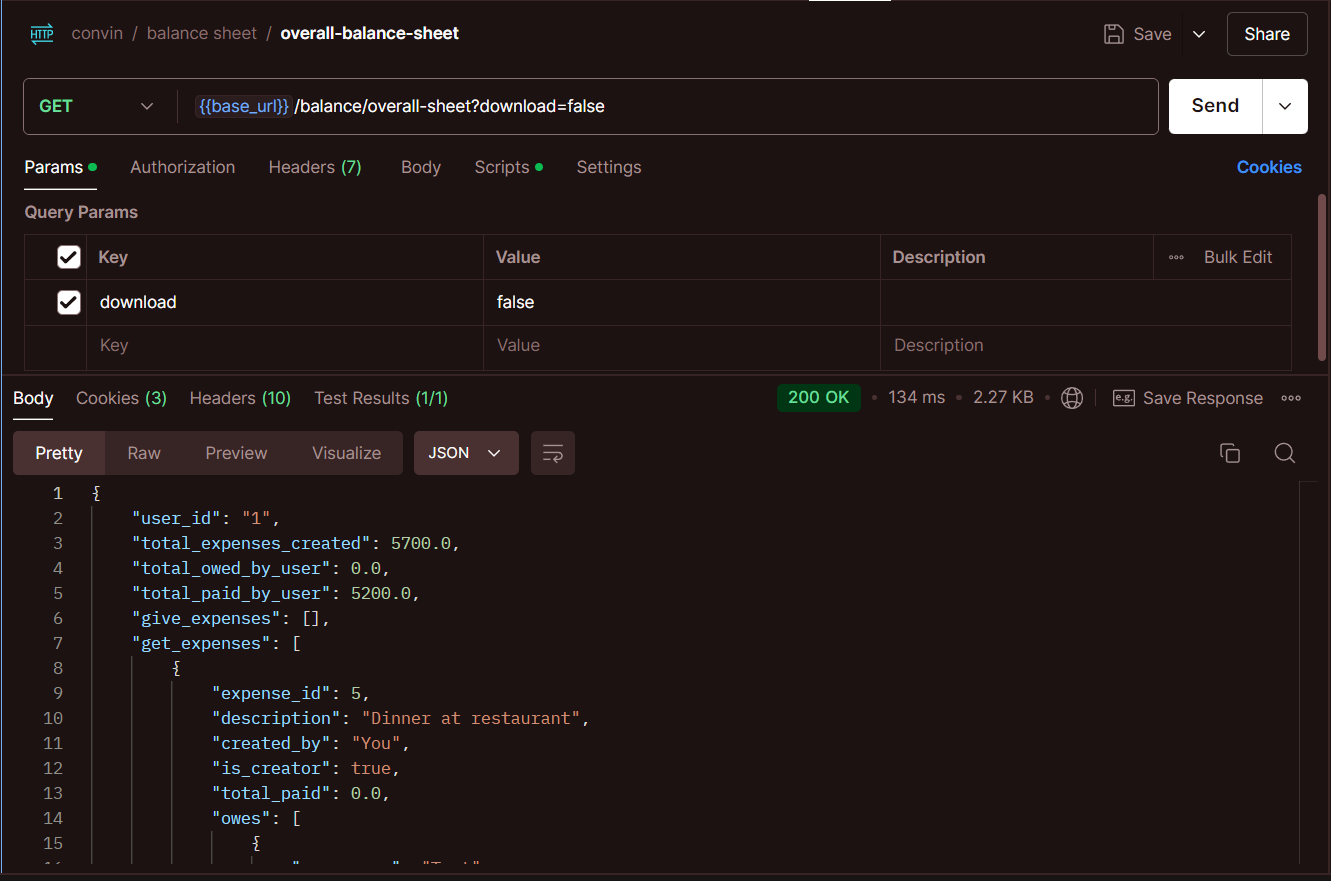 HTTP convin / balance sheet / overall-balance-sheet Save Share
GET {{base_url}} /balance/overall-sheet?download=false Send
Params Authorization Headers (7) Body Scripts Settings Cookies
Query Params
Key Value Description Bulk Edit
download false
Key Value Description
Body Cookies (3) Headers (10) Test Results (1/1) 200 OK • 134 ms • 2.27 KB • e.g. Save Response
Pretty Raw Preview Visualize JSON
1 {
2 "user_id": "1",
3 "total_expenses_created": 5700.0,
4 "total_owed_by_user": 0.0,
5 "total_paid_by_user": 5200.0,
6 "give_expenses": [],
7 "get_expenses": [
8 {
9 "expense_id": 5,
10 "description": "Dinner at restaurant",
11 "created_by": "You",
12 "is_creator": true,
13 "total_paid": 0.0,
14 "owes": [
15 {